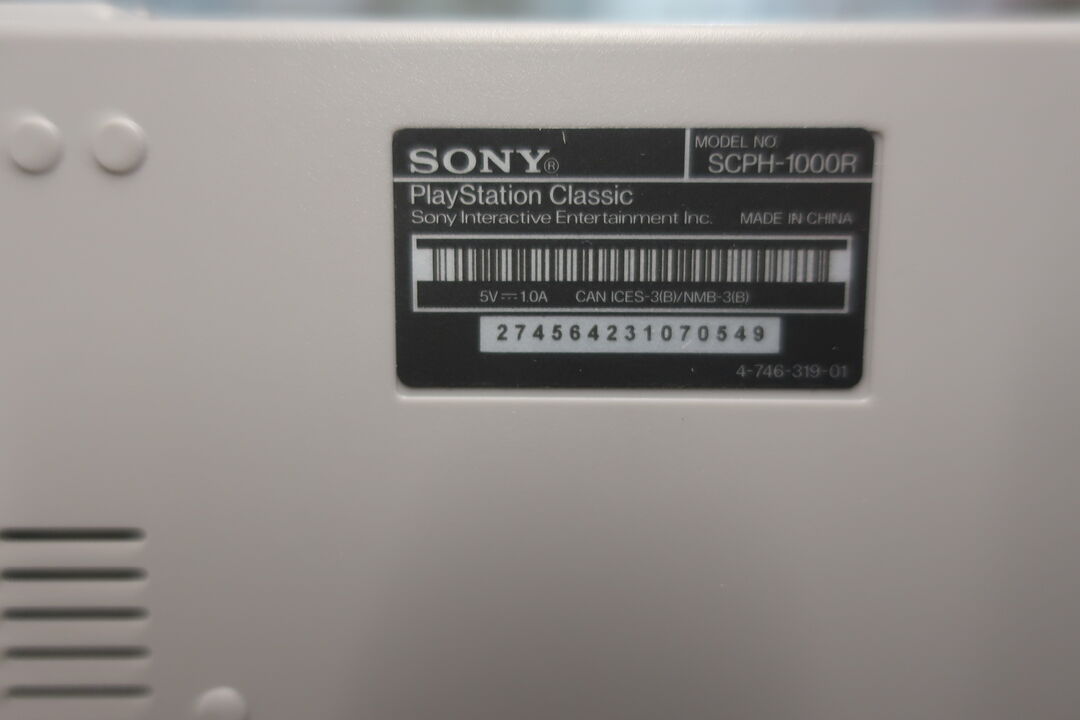 SONY®
MODEL NO
SCPH-1000R
PlayStation Classic
Sony Interactive Entertainment Inc. MADE IN CHINA
5V⎓1.0A CAN ICES-3(B)/NMB-3(B)
274564231070549
4-746-319-01